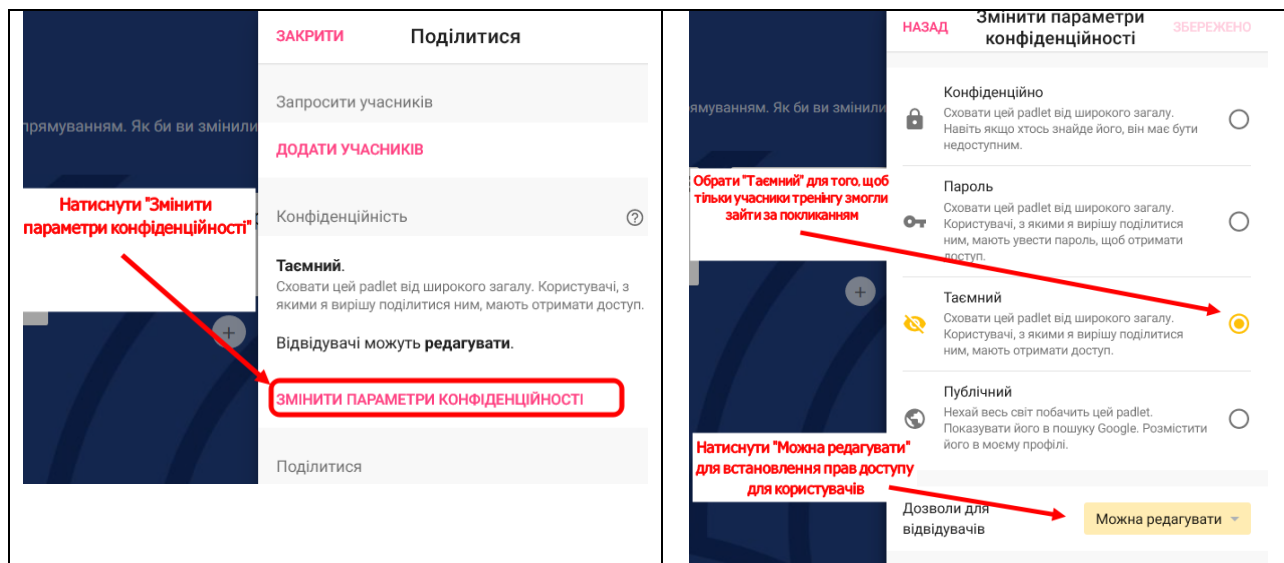 ЗАКРИТИ
Поділитися
Запросити учасників
прямуванням. Як би ви змінили
ДОДАТИ УЧАСНИКІВ
Натиснути "Змінити
параметри конфіденційності"
Конфіденційність
Таємний.
Сховати цей padlet від широкого загалу. Користувачі, з
якими я вирішу поділитися ним, мають отримати доступ.
Відвідувачі можуть редагувати.
ЗМІНИТИ ПАРАМЕТРИ КОНФІДЕНЦІЙНОСТІ
Поділитися
НАЗАД
Змінити параметри
конфіденційності
ЗБЕРЕЖЕНО
ямуванням. Як би ви змінили
Конфіденційно
Сховати цей padlet від широкого загалу.
Навіть якщо хтось знайде його, він має бути
недоступним.
Обрати "Таємний" для того, щоб
тільки учасники тренінгу змогли
зайти за покликанням
Пароль
Сховати цей padlet від широкого загалу.
Користувачі, з якими я вирішу поділитися
ним, мають увести пароль, щоб отримати
доступ.
Таємний
Сховати цей padlet від широкого загалу.
Користувачі, з якими я вирішу поділитися
ним, мають отримати доступ.
Публічний
Нехай весь світ побачить цей padlet.
Показувати його в пошуку Google. Розмістити
його в моєму профілі.
Натиснути "Можна редагувати"
для встановлення прав доступу
для користувачів
Дозволи для
відвідувачів
Можна редагувати